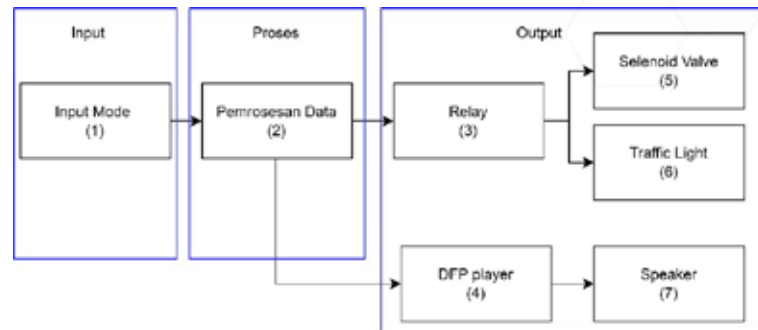 Input
Proses
Output
Input Mode
(1)
Pemrosesan Data
(2)
Relay
(3)
Selenoid Valve
(5)
Traffic Light
(6)
DFP player
(4)
Speaker
(7)